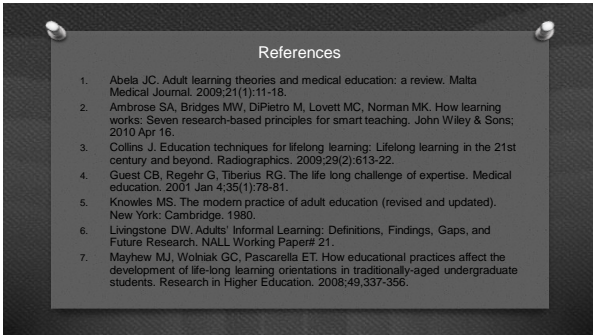 References
1. Abela JC. Adult learning theories and medical education: a review. Malta
Medical Journal. 2009;21(1):11-18.
2. Ambrose SA, Bridges MW, DiPietro M, Lovett MC, Norman MK. How learning
works: Seven research-based principles for smart teaching. John Wiley & Sons;
2010 Apr 16.
3. Collins J. Education techniques for lifelong learning: Lifelong learning in the 21st
century and beyond. Radiographics. 2009;29(2):613-22.
4. Guest CB, Regehr G, Tiberius RG. The life long challenge of expertise. Medical
education. 2001 Jan 4;35(1):78-81.
5. Knowles MS. The modern practice of adult education (revised and updated).
New York: Cambridge. 1980.
6. Livingstone DW. Adults’ Informal Learning: Definitions, Findings, Gaps, and
Future Research. NALL Working Paper# 21.
7. Mayhew MJ, Wolniak GC, Pascarella ET. How educational practices affect the
development of life-long learning orientations in traditionally-aged undergraduate
students. Research in Higher Education. 2008;49,337-356.